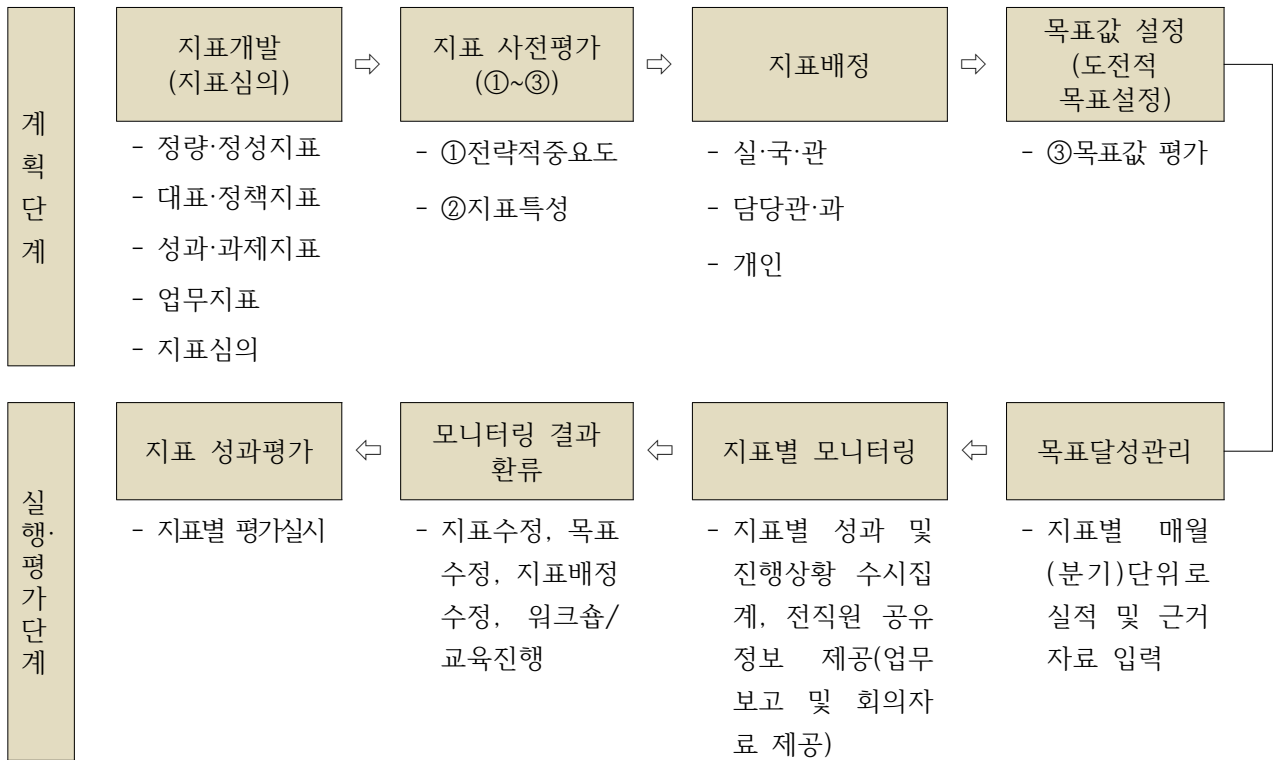 계획단계
지표개발
(지표심의)
⇨
지표 사전평가
(①~③)
⇨
지표배정
⇨
목표값 설정
(도전적
목표설정)
- 정량·정성지표
- 대표·정책지표
- 성과·과제지표
- 업무지표
- 지표심의
- ①전략적중요도
- ②지표특성
- 실·국·관
- 담당관·과
- 개인
- ③목표값 평가
실행·평가단계
지표 성과평가
⇦
모니터링 결과
환류
⇦
지표별 모니터링
⇦
목표달성관리
- 지표별 평가실시
- 지표수정, 목표
수정, 지표배정
수정, 워크숍/
교육진행
- 지표별 성과 및
진행상황 수시집
계, 전직원 공유
정보 제공(업무
보고 및 회의자
료 제공)
- 지표별 매월
(분기)단위로
실적 및 근거
자료 입력